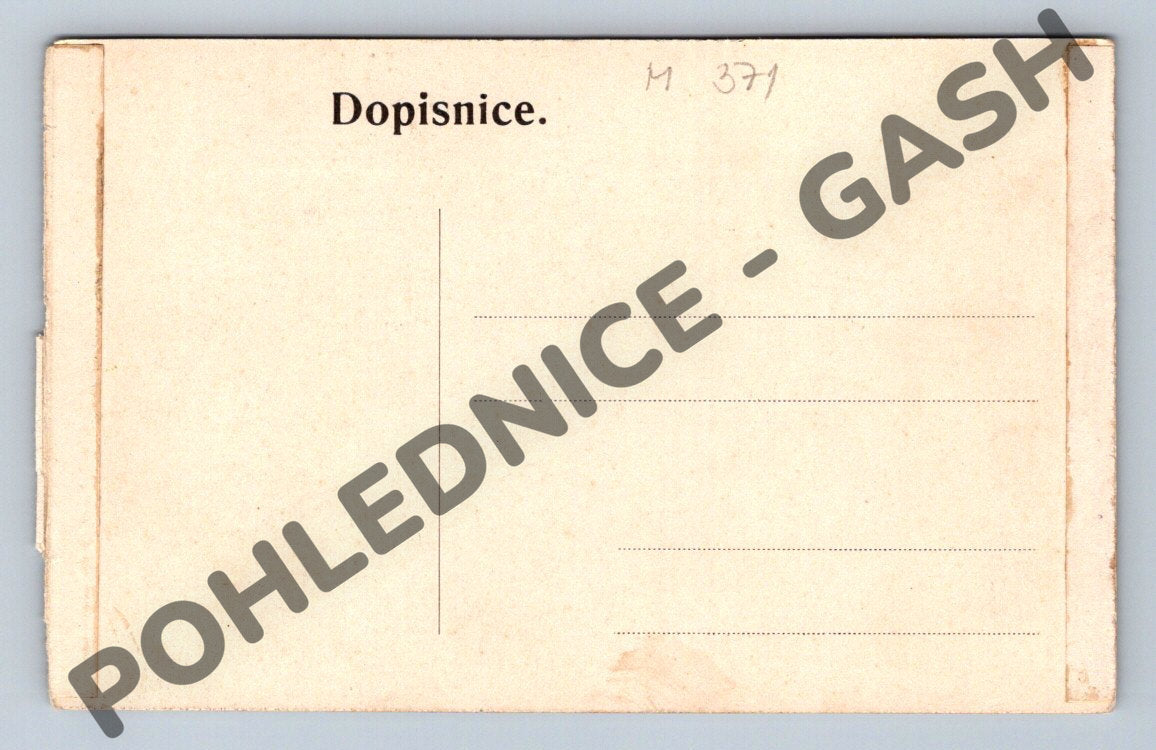 M 371
Dopisnice.
POHLEDNICE - GASH